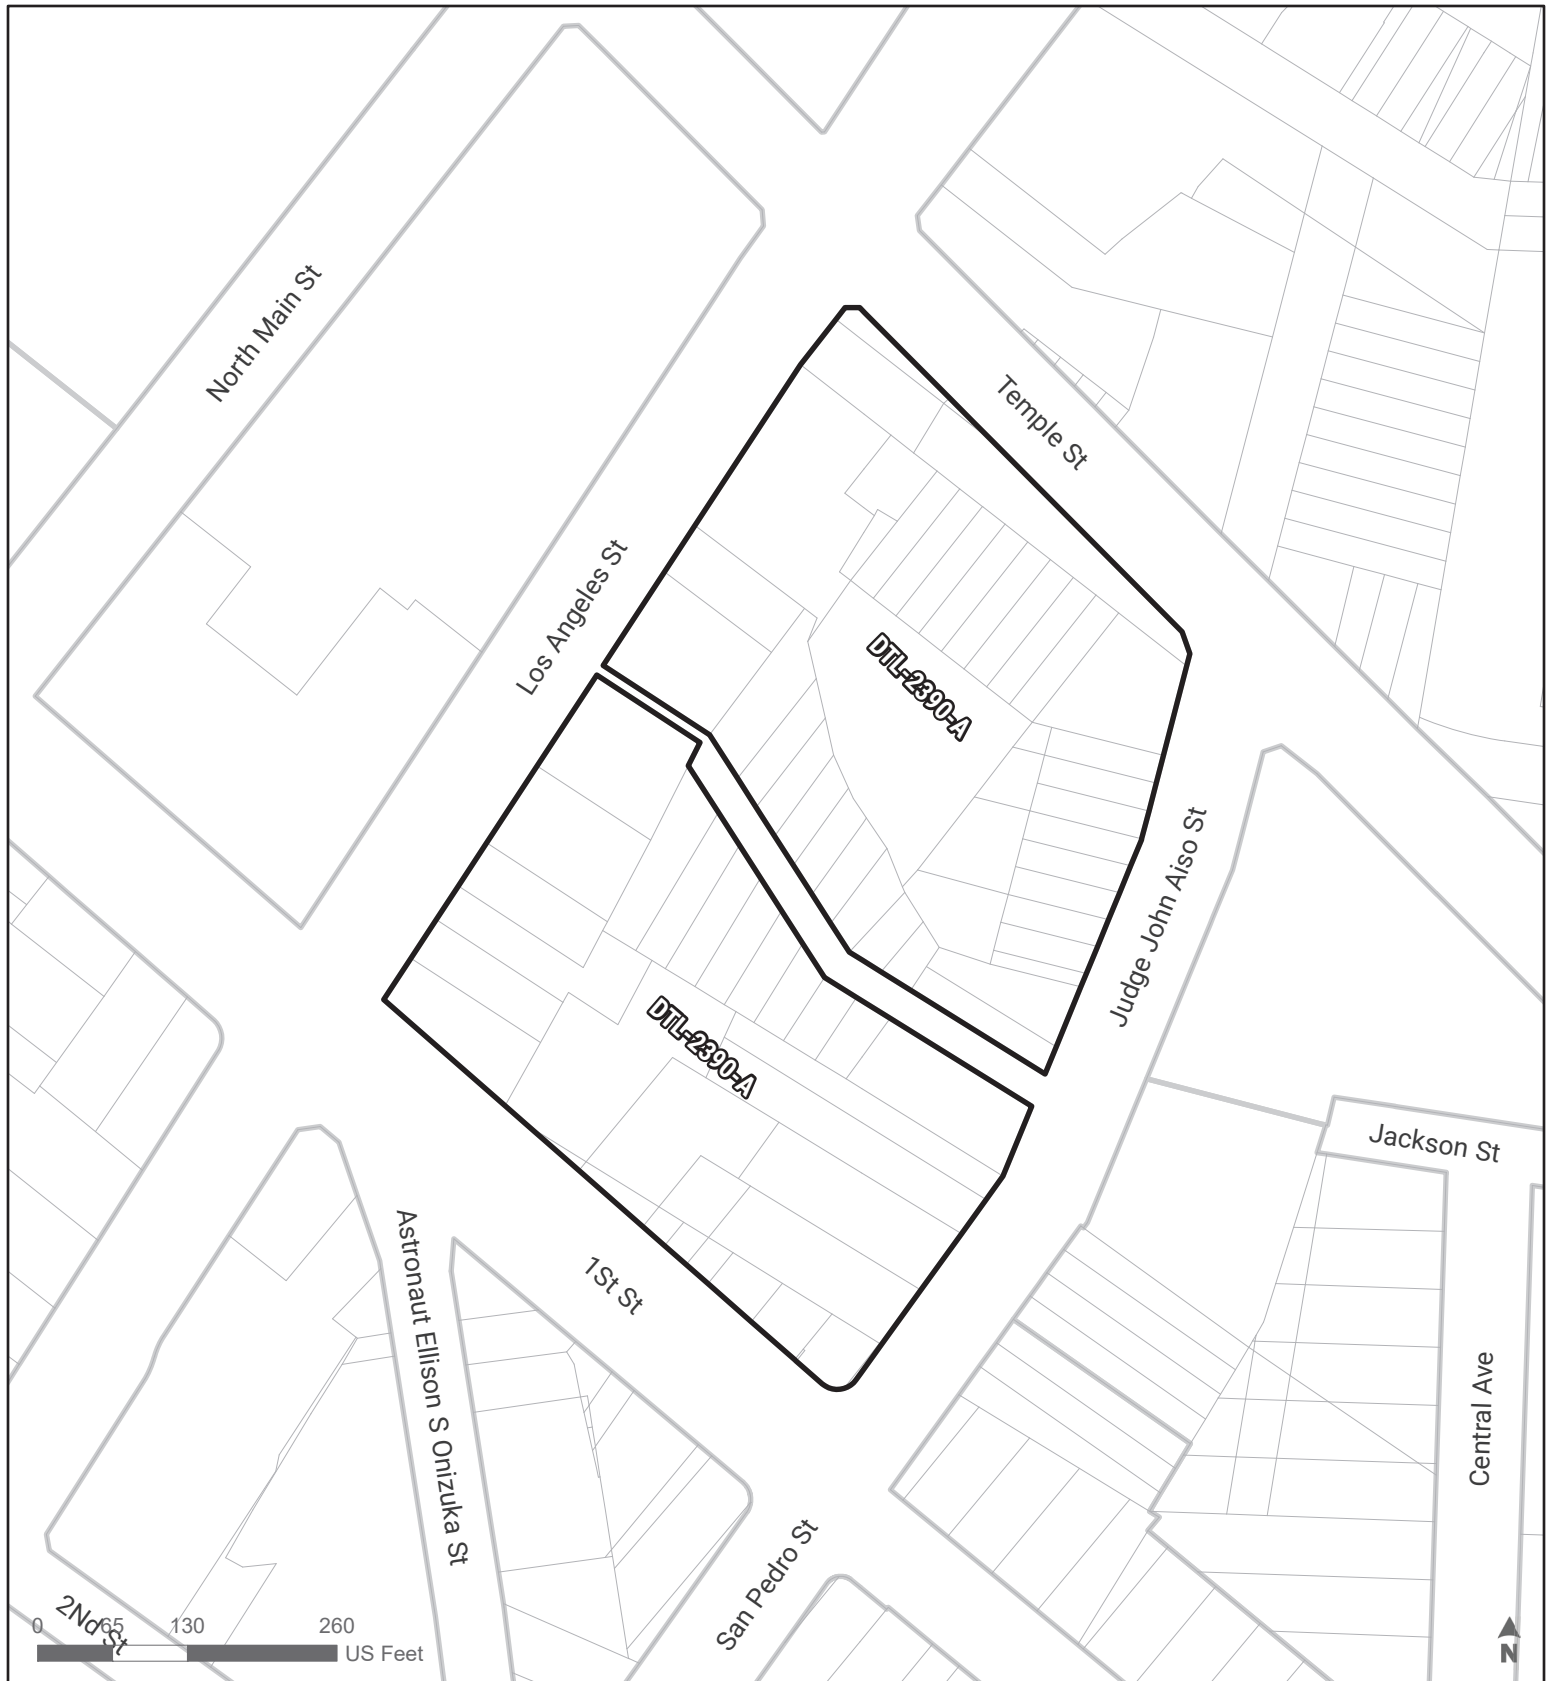 North Main St
Temple St
Los Angeles St
DTL-2390-A
Judge John Aiso St
DTL-2390-A
Jackson St
Astronaut Ellison S Onizuka St
1St St
Central Ave
San Pedro St
2Nd St
0 65 130 260
US Feet
N